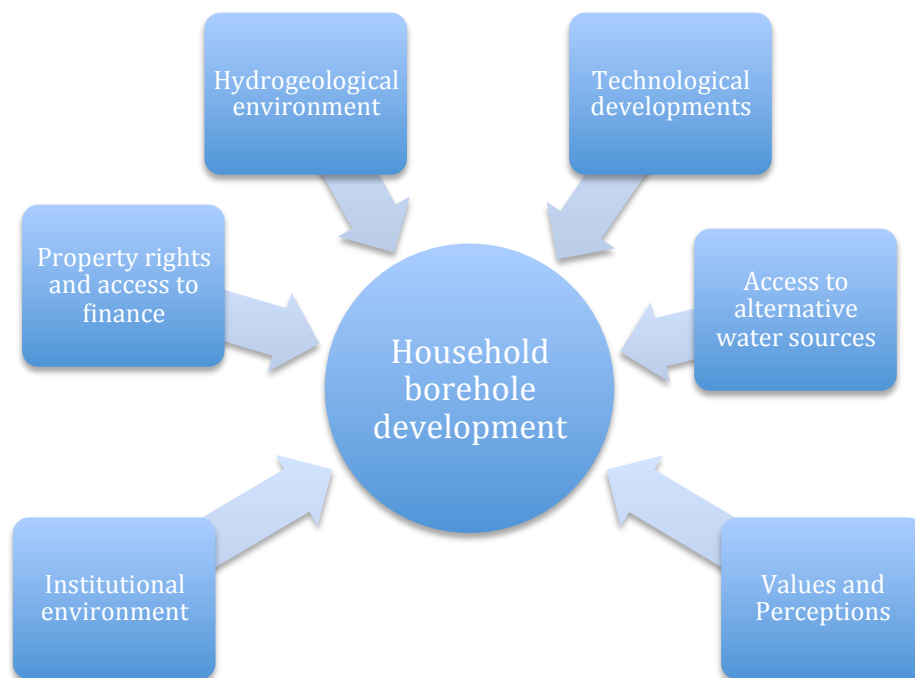 Hydrogeological
environment
Technological
developments
Property rights
and access to
finance
Access to
alternative
water sources
Household
borehole
development
Institutional
environment
Values and
Perceptions